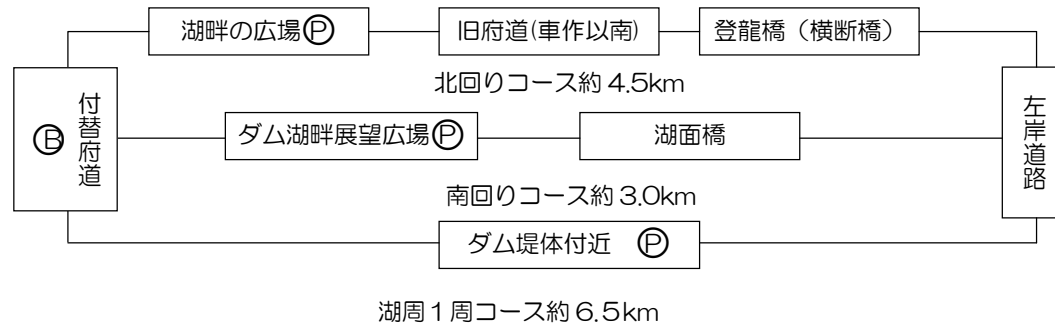 湖畔の広場Ⓟ 旧府道(車作以南) 登龍橋(横断橋)
北回りコース約 4.5km
付替府道 Ⓑ
ダム湖畔展望広場Ⓟ 湖面橋
左岸道路
南回りコース約 3.0km
ダム堤体付近 Ⓟ
湖周1周コース約 6.5km